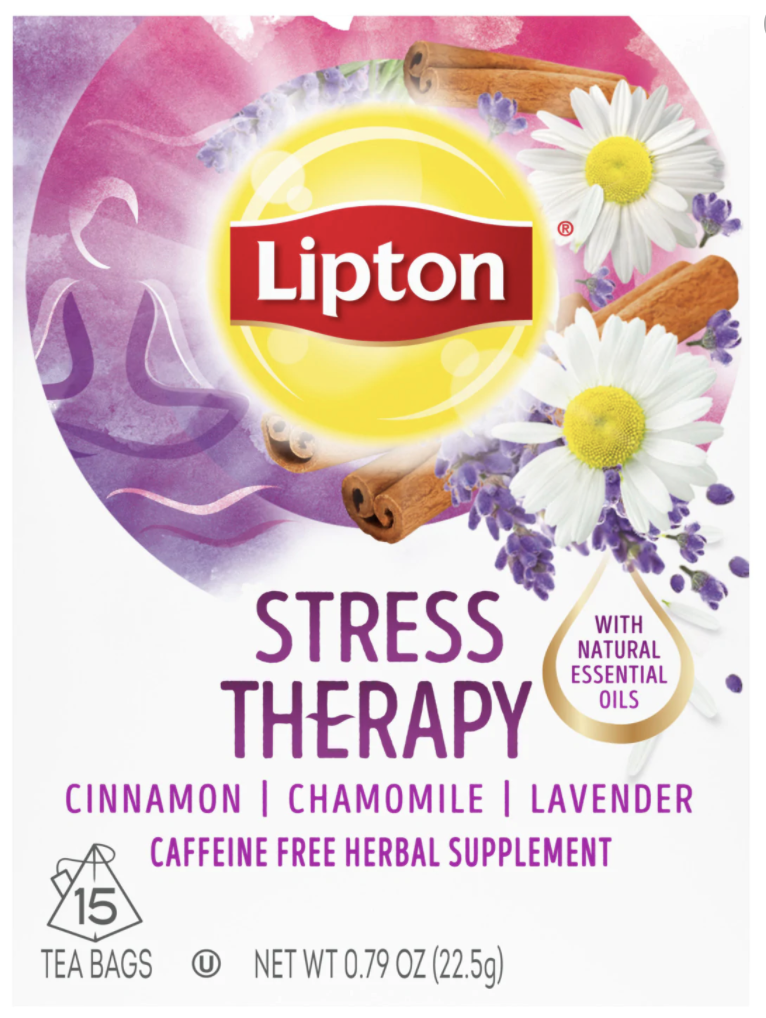 Lipton®
STRESS
THERAPY
WITH
NATURAL
ESSENTIAL
OILS
CINNAMON | CHAMOMILE | LAVENDER
CAFFEINE FREE HERBAL SUPPLEMENT
15
TEA BAGS
U
NET WT 0.79 OZ (22.5g)